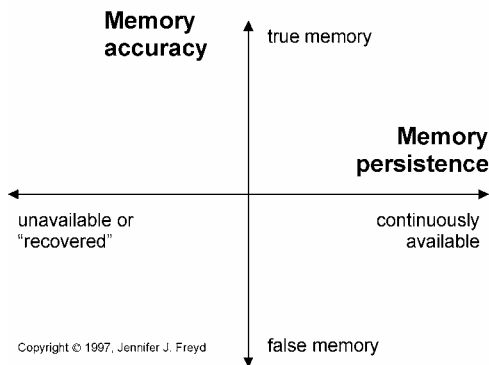 Memory
accuracy
true memory
Memory
persistence
unavailable or
"recovered"
continuously
available
Copyright © 1997, Jennifer J. Freyd
false memory